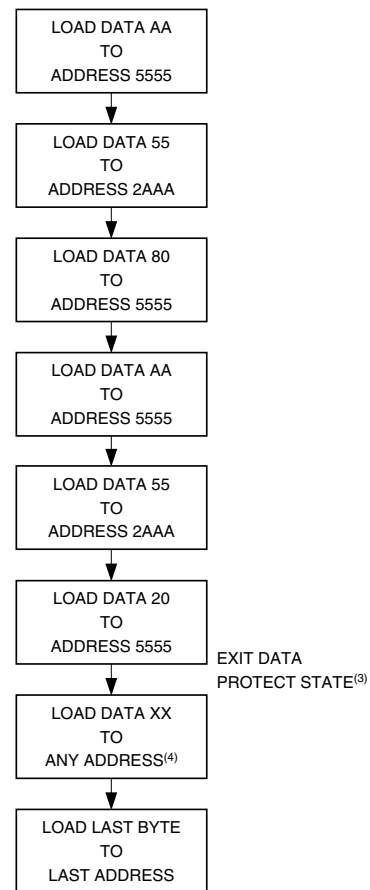 LOAD DATA AA
TO
ADDRESS 5555
LOAD DATA 55
TO
ADDRESS 2AAA
LOAD DATA 80
TO
ADDRESS 5555
LOAD DATA AA
TO
ADDRESS 5555
LOAD DATA 55
TO
ADDRESS 2AAA
LOAD DATA 20
TO
ADDRESS 5555
EXIT DATA
PROTECT STATE(3)
LOAD DATA XX
TO
ANY ADDRESS(4)
LOAD LAST BYTE
TO
LAST ADDRESS